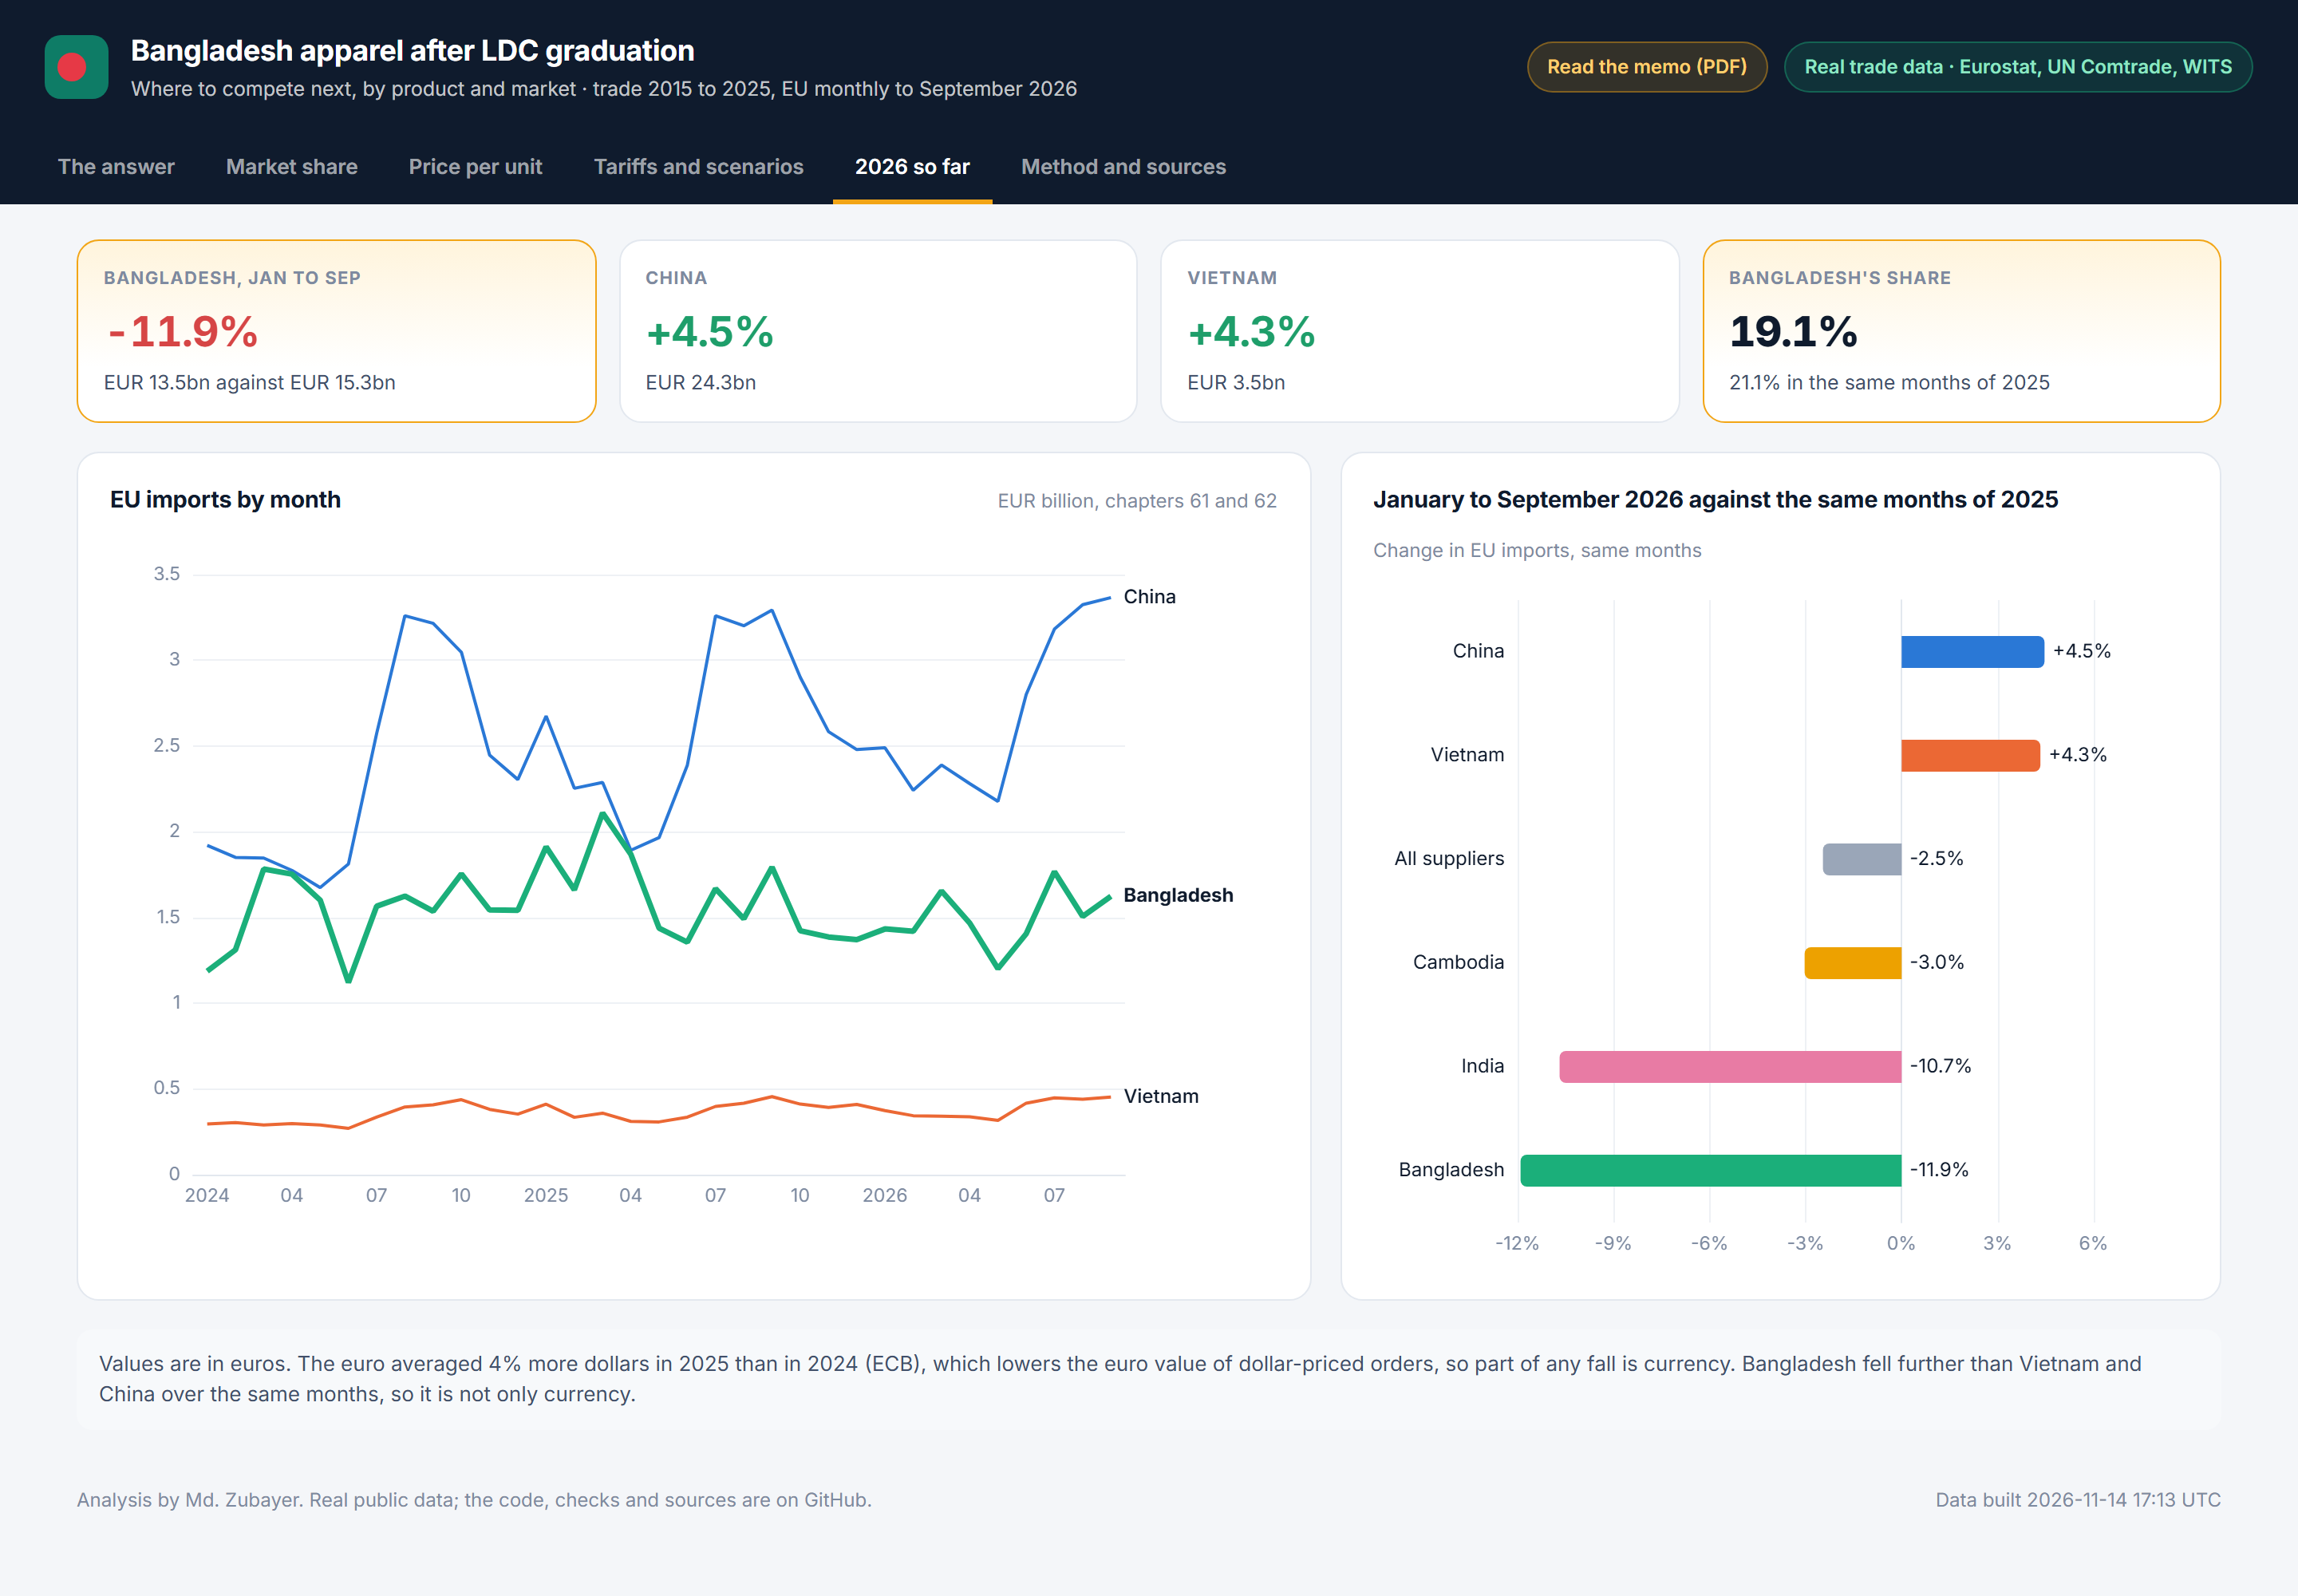 Bangladesh apparel after LDC graduation
Where to compete next, by product and market · trade 2015 to 2025, EU monthly to September 2026
Read the memo (PDF)
Real trade data · Eurostat, UN Comtrade, WITS
The answer
Market share
Price per unit
Tariffs and scenarios
2026 so far
Method and sources
BANGLADESH, JAN TO SEP
-11.9%
EUR 13.5bn against EUR 15.3bn
CHINA
+4.5%
EUR 24.3bn
VIETNAM
+4.3%
EUR 3.5bn
BANGLADESH'S SHARE
19.1%
21.1% in the same months of 2025
EU imports by month
EUR billion, chapters 61 and 62
3.5
3
2.5
2
1.5
1
0.5
0
2024
04
07
10
2025
04
07
10
2026
04
07
China
Bangladesh
Vietnam
January to September 2026 against the same months of 2025
Change in EU imports, same months
China
+4.5%
Vietnam
+4.3%
All suppliers
-2.5%
Cambodia
-3.0%
India
-10.7%
Bangladesh
-11.9%
-12%
-9%
-6%
-3%
0%
3%
6%
Values are in euros. The euro averaged 4% more dollars in 2025 than in 2024 (ECB), which lowers the euro value of dollar-priced orders, so part of any fall is currency. Bangladesh fell further than Vietnam and
China over the same months, so it is not only currency.
Analysis by Md. Zubayer. Real public data; the code, checks and sources are on GitHub.
Data built 2026-11-14 17:13 UTC